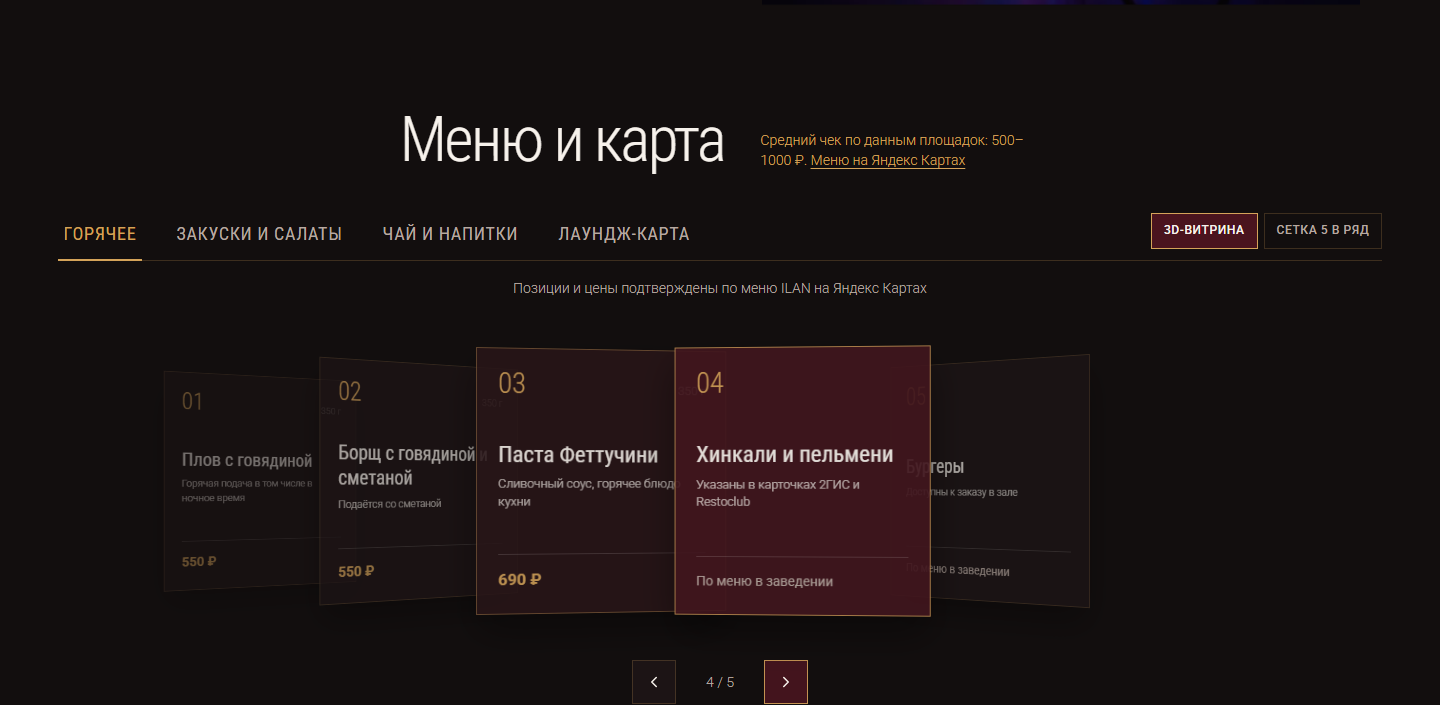 Меню и карта
Средний чек по данным площадок: 500–
1000 ₽. Меню на Яндекс Картах
ГОРЯЧЕЕ
ЗАКУСКИ И САЛАТЫ
ЧАЙ И НАПИТКИ
ЛАУНДЖ-КАРТА
3D-ВИТРИНА
СЕТКА 5 В РЯД
Позиции и цены подтверждены по меню ILAN на Яндекс Картах
01
350 г
Плов с говядиной
Горячая подача в том числе в
ночное время
550 ₽
02
Борщ с говядиной и
сметаной
Подаётся со сметаной
550 ₽
03
Паста Феттучини
Сливочный соус, горячее блюдо
кухни
690 ₽
04
Хинкали и пельмени
Указаны в карточках 2ГИС и
Restoclub
По меню в заведении
05
Бургеры
Доступны к заказу в зале
По меню в заведении
4 / 5